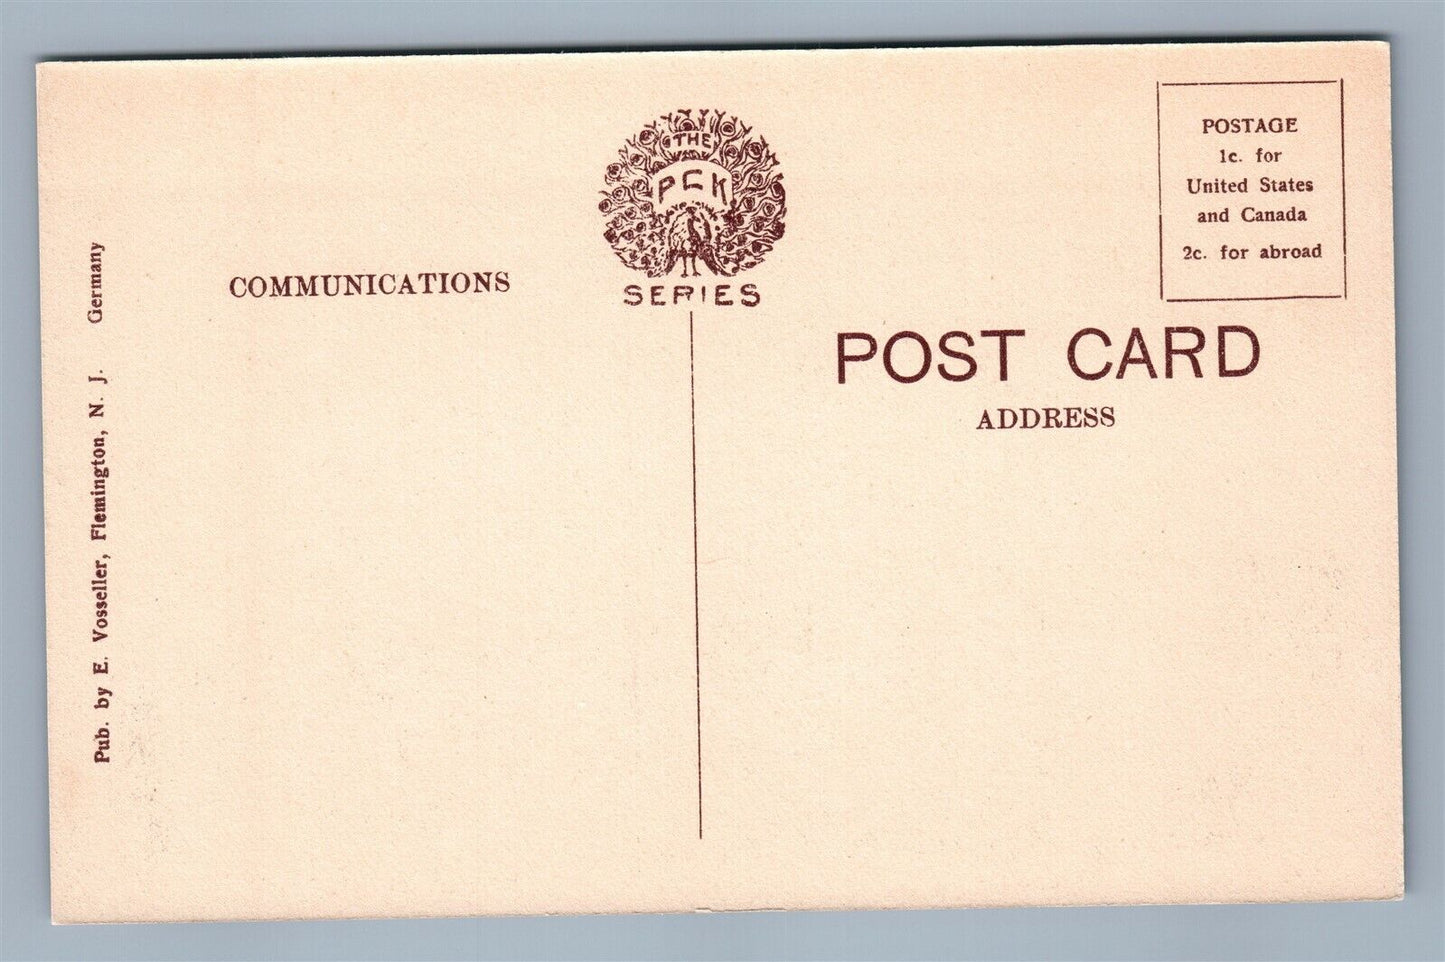 THE
PCK
SERIES
POSTAGE
1c. for
United States
and Canada
2c. for abroad
COMMUNICATIONS
POST CARD
ADDRESS
Pub. by E. Vosseller, Flemington, N. J. Germany